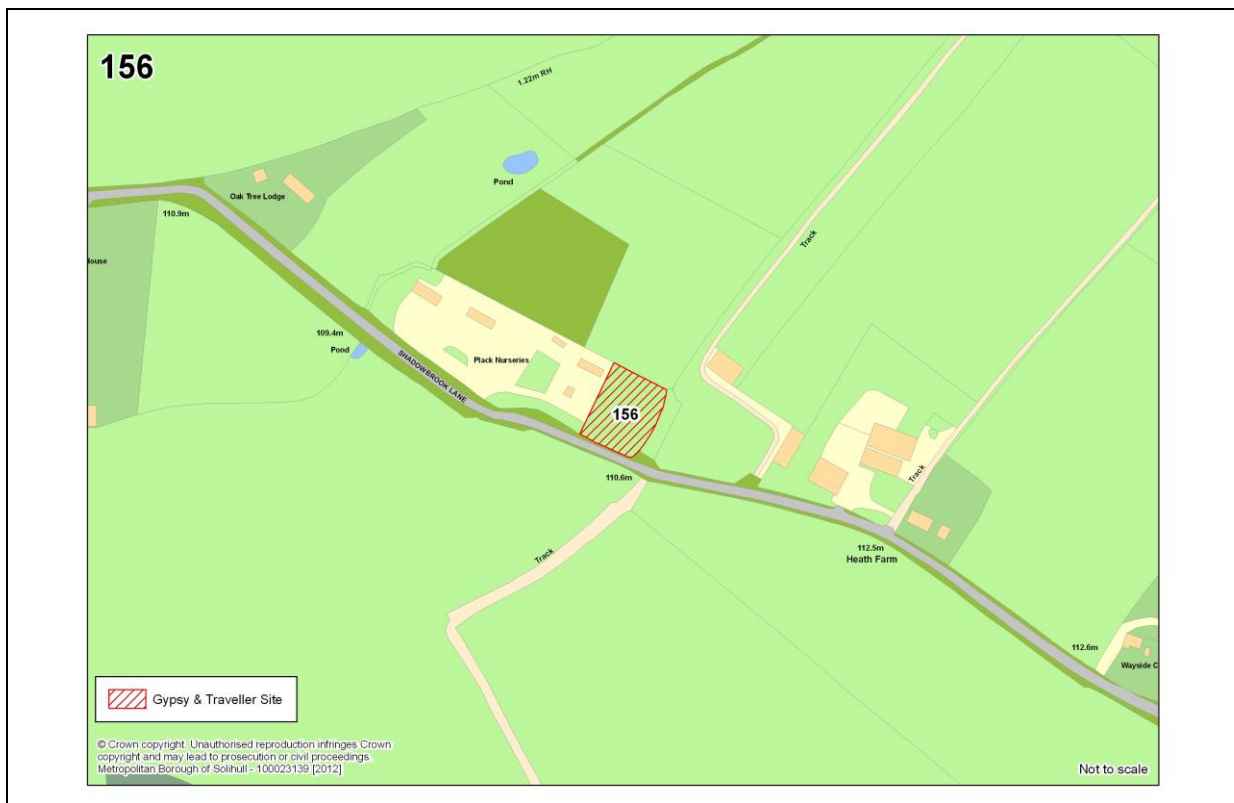 156
1.22m RH
Pond
Oak Tree Lodge
110.9m
Track
House
109.4m
Pond
SHADOWBROOK LANE
Plack Nurseries
156
110.6m
Track
Track
112.5m
Heath Farm
112.6m
Wayside C
Gypsy & Traveller Site
© Crown copyright. Unauthorised reproduction infringes Crown
copyright and may lead to prosecution or civil proceedings.
Metropolitan Borough of Solihull - 100023139 [2012]
Not to scale